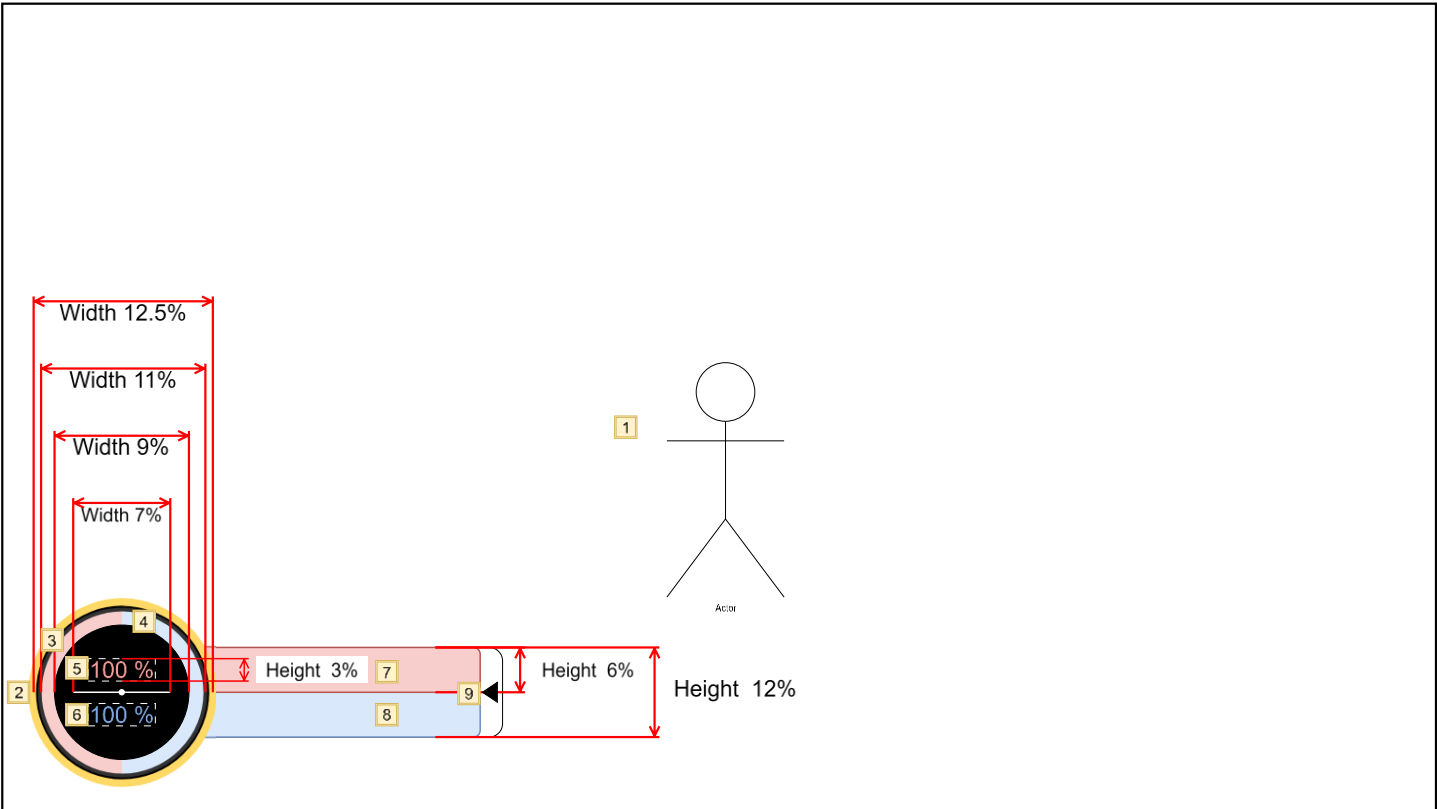 Width 12.5%
Width 11%
1
Width 9%
Width 7%
Actor
4
3
5
100 %
Height 3%
7
Height 6%
2
9
Height 12%
6
100 %
8